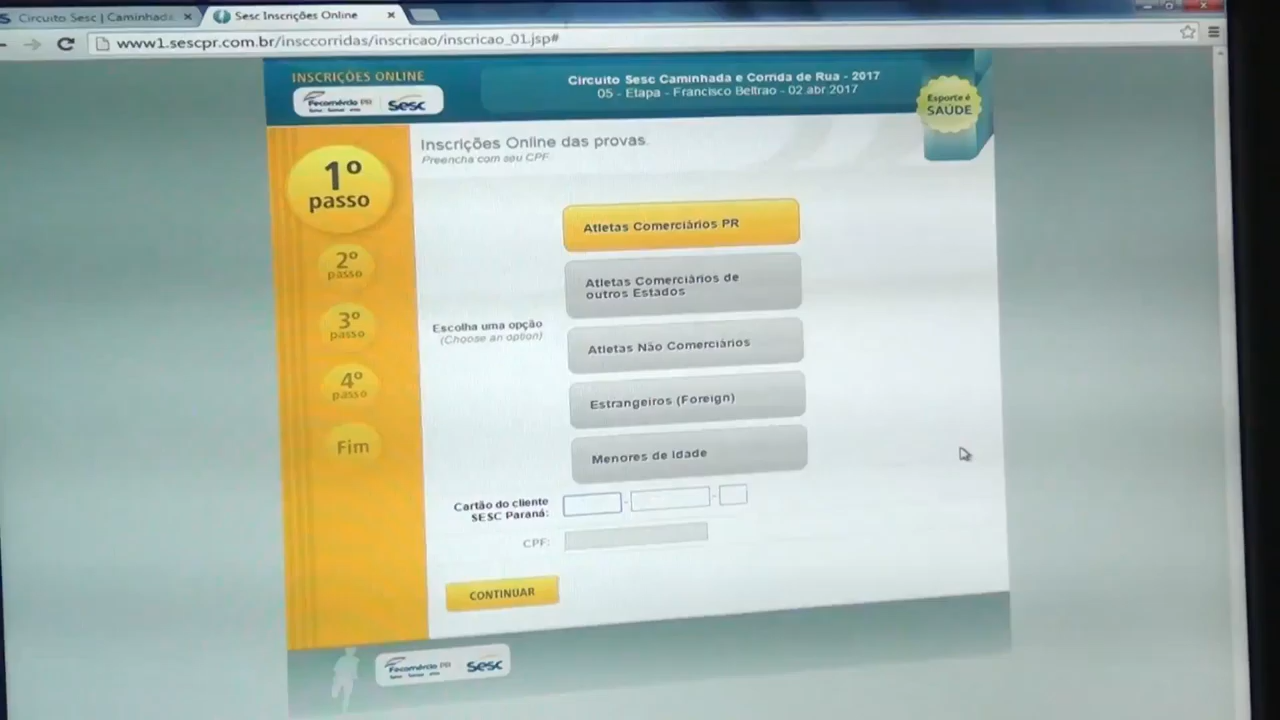 Circuito Sesc | Caminhada
Sesc Inscrições Online
www1.sescpr.com.br/insccorridas/inscricao/inscricao_01.jsp#
INSCRIÇÕES ONLINE
Fecomércio PR
Sesc
Circuito Sesc Caminhada e Corrida de Rua - 2017
05 - Etapa - Francisco Beltrao - 02.abr.2017
Esporte é
SAÚDE
1º
passo
2º
passo
3º
passo
4º
passo
Fim
Inscrições Online das provas
Preencha com seu CPF
Escolha uma opção
(Choose an option)
Atletas Comerciários PR
Atletas Comerciários de
outros Estados
Atletas Não Comerciários
Estrangeiros (Foreign)
Menores de Idade
Cartão do cliente
SESC Paraná:
CPF:
CONTINUAR
Fecomércio PR
Sesc